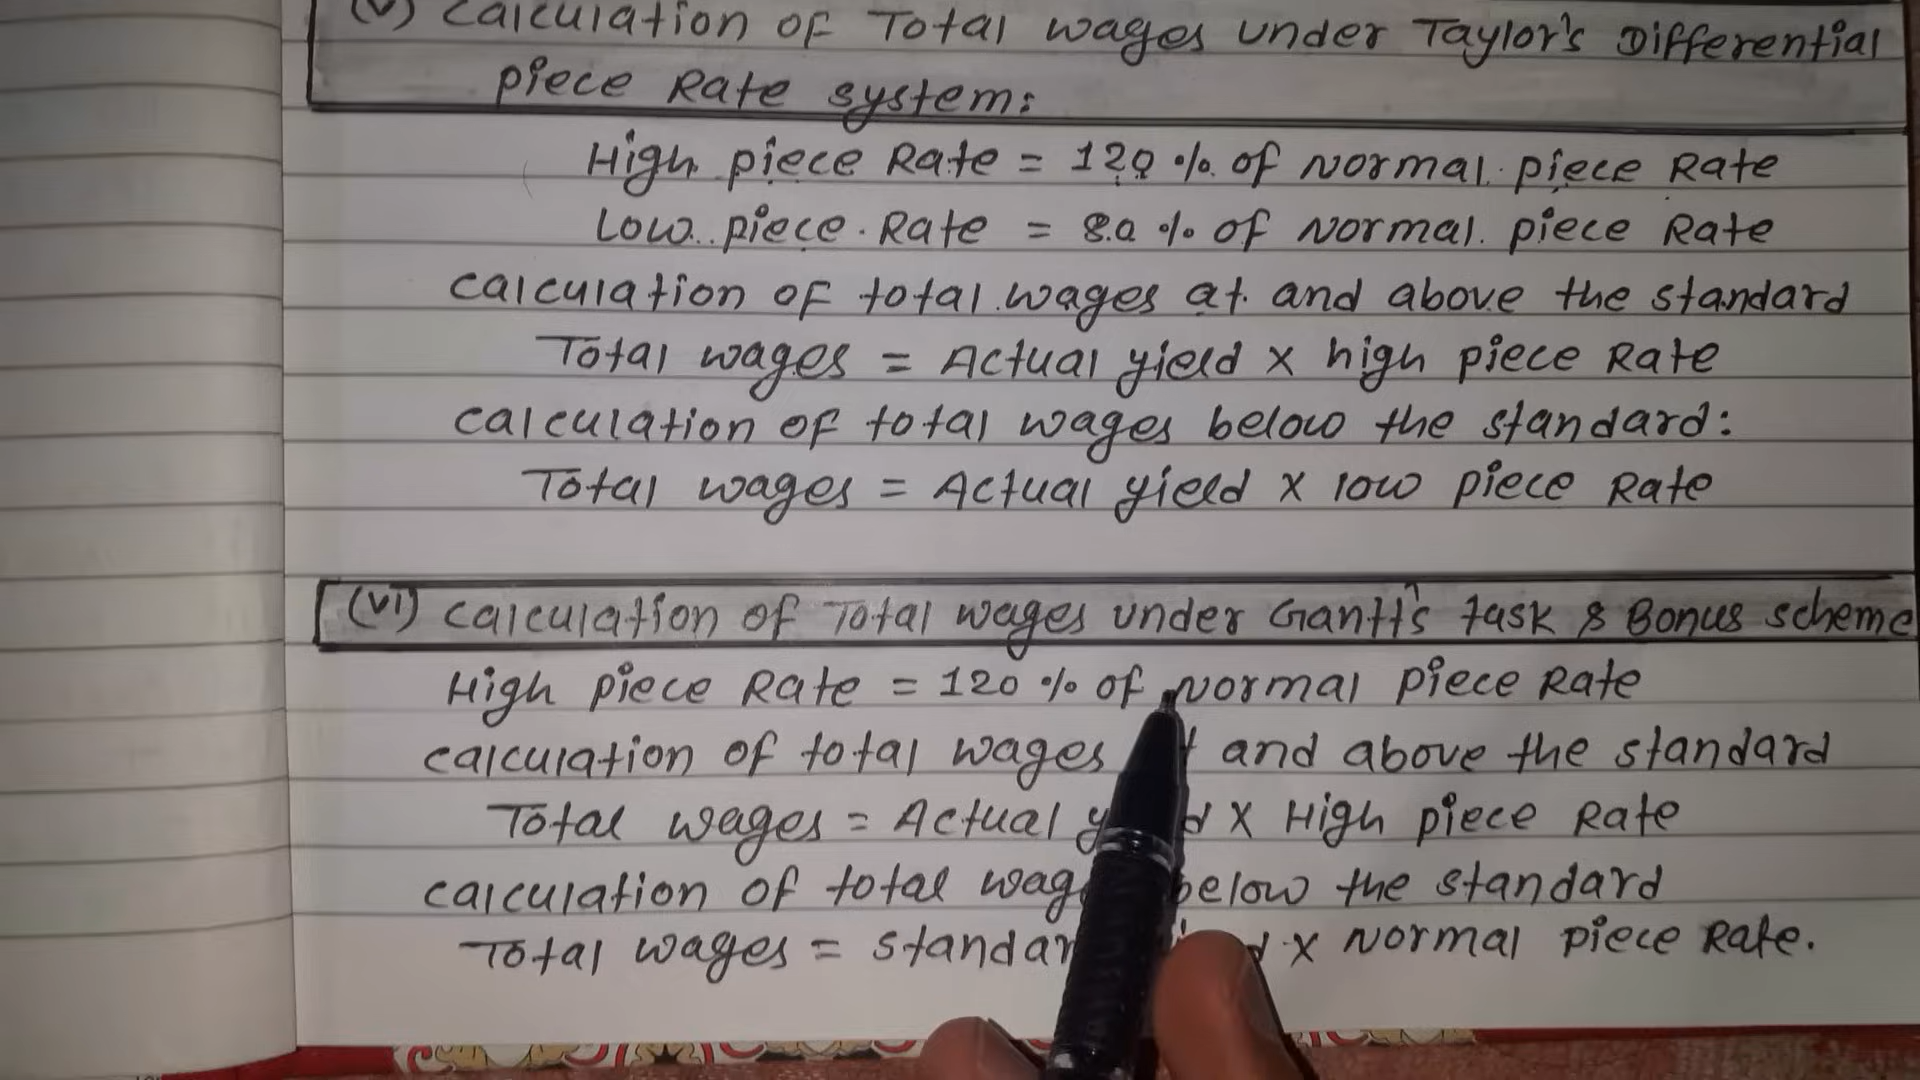 (v) Calculation of Total wages under Taylor's Differential
piece Rate system:
High piece Rate = 120 % of Normal piece Rate
Low piece Rate = 80 % of Normal piece Rate
calculation of total wages at and above the standard
Total wages = Actual yield x high piece Rate
calculation of total wages below the standard:
Total wages = Actual yield x low piece Rate
(vi) calculation of Total wages under Gantt's task & Bonus scheme
High piece Rate = 120 % of Normal piece Rate
calculation of total wages and above the standard
Total wages = Actual x High piece Rate
calculation of total below the standard
Total wages = x Normal piece Rate.